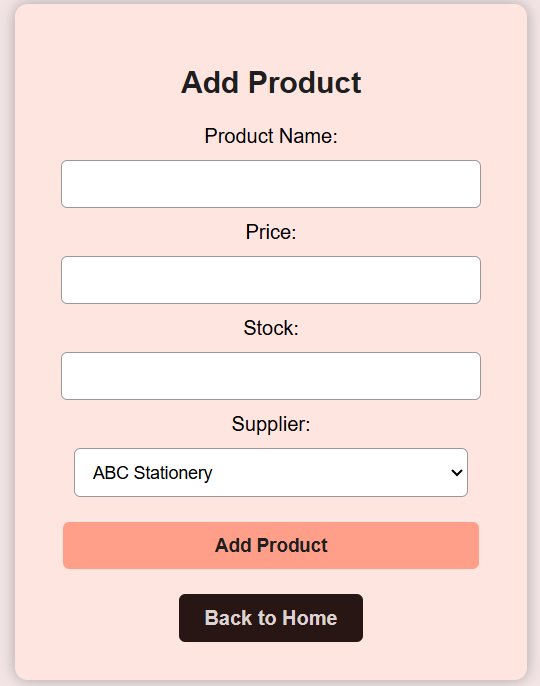 Add Product
Product Name:
Price:
Stock:
Supplier:
ABC Stationery
Add Product
Back to Home